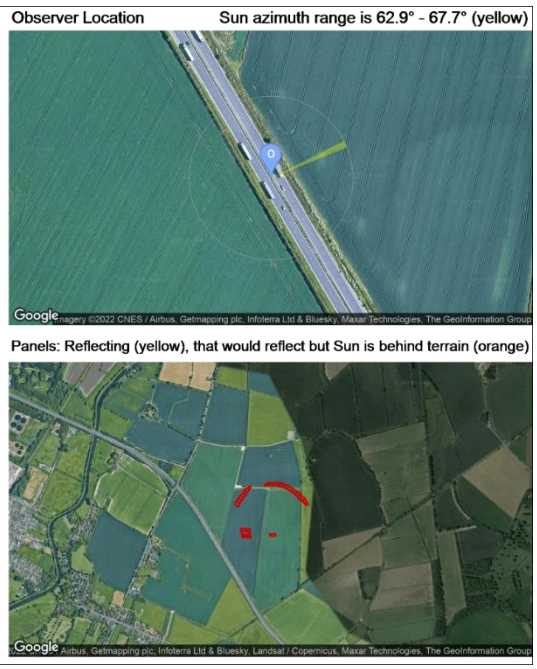 Observer Location
Sun azimuth range is 62.9° - 67.7° (yellow)
O
Google
©2022 CNES / Airbus, Getmapping plc, Infoterra Ltd & Bluesky, Maxar Technologies, The GeoInformation Group
Panels: Reflecting (yellow), that would reflect but Sun is behind terrain (orange)
Google
CNES / Airbus, Getmapping plc, Infoterra Ltd & Bluesky, Landsat / Copernicus, Maxar Technologies, The GeoInformation Group